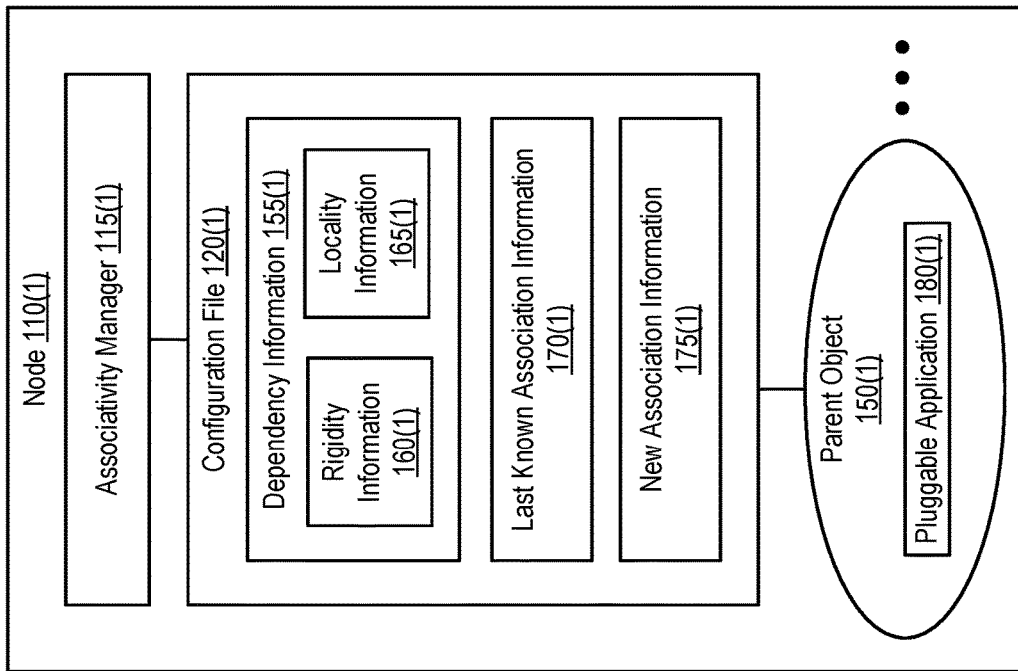 Node 110(1)
Associativity Manager 115(1)
Configuration File 120(1)
Dependency Information 155(1)
Rigidity
Information
160(1)
Locality
Information
165(1)
Last Known Association Information
170(1)
New Association Information
175(1)
Parent Object
150(1)
Pluggable Application 180(1)